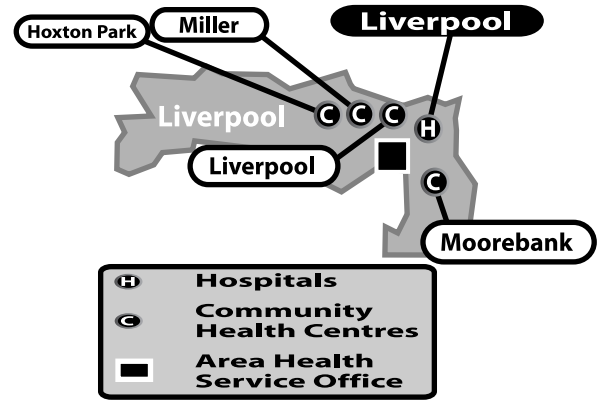 Hoxton Park
Miller
Liverpool
Liverpool
C
C
C
H
Liverpool
C
Moorebank
H Hospitals
C Community
Health Centres
Area Health
Service Office